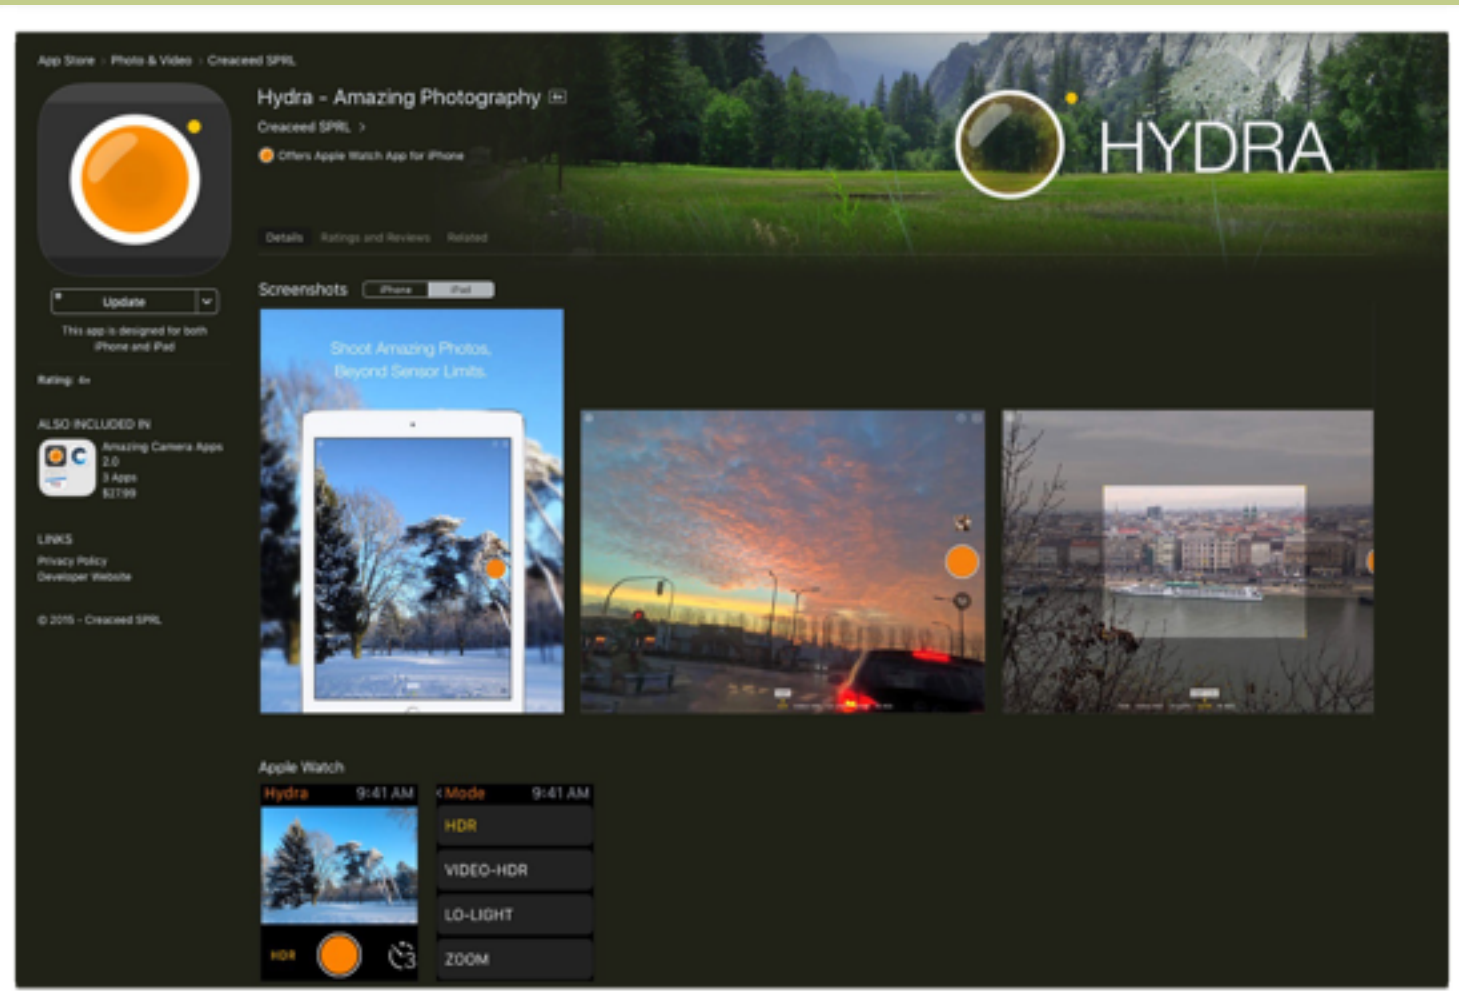 App Store › Photo & Video › Creaceed SPRL
Hydra - Amazing Photography
Creaceed SPRL >
Offers Apple Watch App for iPhone
HYDRA
Details Ratings and Reviews Related
Update
This app is designed for both
iPhone and iPad
Rating: 4+
ALSO INCLUDED IN
Amazing Camera Apps
2.0
3 Apps
$27.99
LINKS
Privacy Policy
Developer Website
© 2015 - Creaceed SPRL
Screenshots iPhone iPad
Shoot Amazing Photos,
Beyond Sensor Limits.
Apple Watch
Hydra 9:41 AM
HDR 3
<Mode 9:41 AM
HDR
VIDEO-HDR
LO-LIGHT
ZOOM